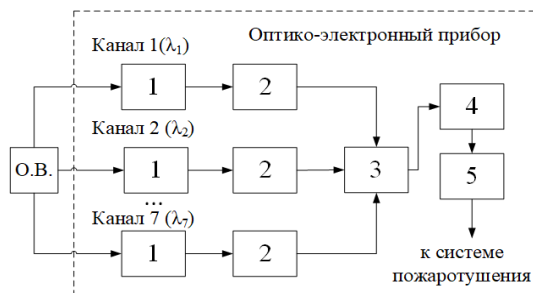 Оптико-электронный прибор
Канал 1(λ₁)
1
2
4
Канал 2 (λ₂)
О.В.
1
2
3
5
...
Канал 7 (λ₇)
1
2
к системе
пожаротушения